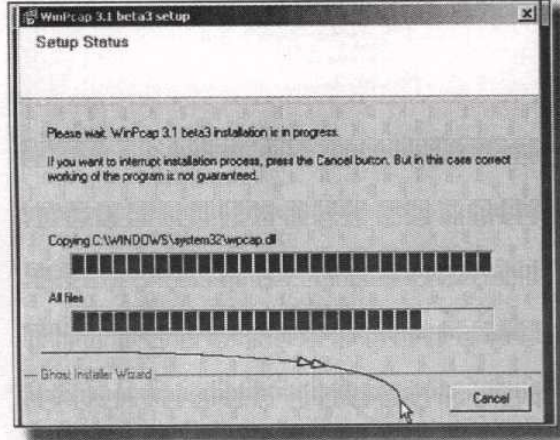 WinPcap 3.1 beta3 setup
Setup Status
Please wait. WinPcap 3.1 beta3 installation is in progress.
If you want to interrupt installation process, press the Cancel button. But in this case correct
working of the program is not guaranteed.
Copying C:\WINDOWS\system32\wpcap.dll
All files
Ghost Installer Wizard
Cancel